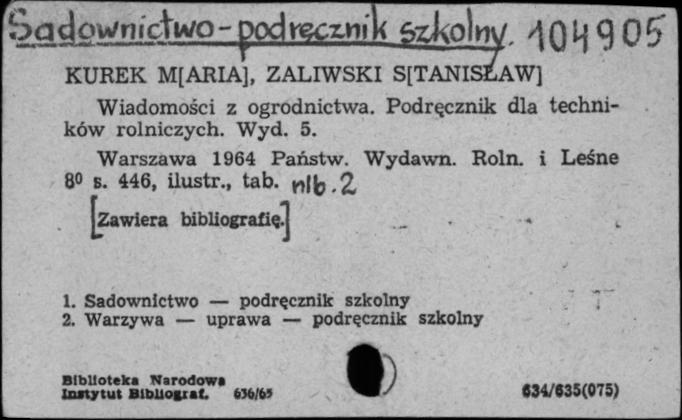 Sadownictwo - podręcznik szkolny. 104905
KUREK M[ARIA], ZALIWSKI S[TANISŁAW]
Wiadomości z ogrodnictwa. Podręcznik dla techni-
ków rolniczych. Wyd. 5.
Warszawa 1964 Państw. Wydawn. Roln. i Leśne
8⁰ s. 446, ilustr., tab. nlb. 2
[Zawiera bibliografię.]
1. Sadownictwo — podręcznik szkolny
2. Warzywa — uprawa — podręcznik szkolny
Biblioteka Narodowa
Instytut Bibliograf. 636/65 634/635(075)